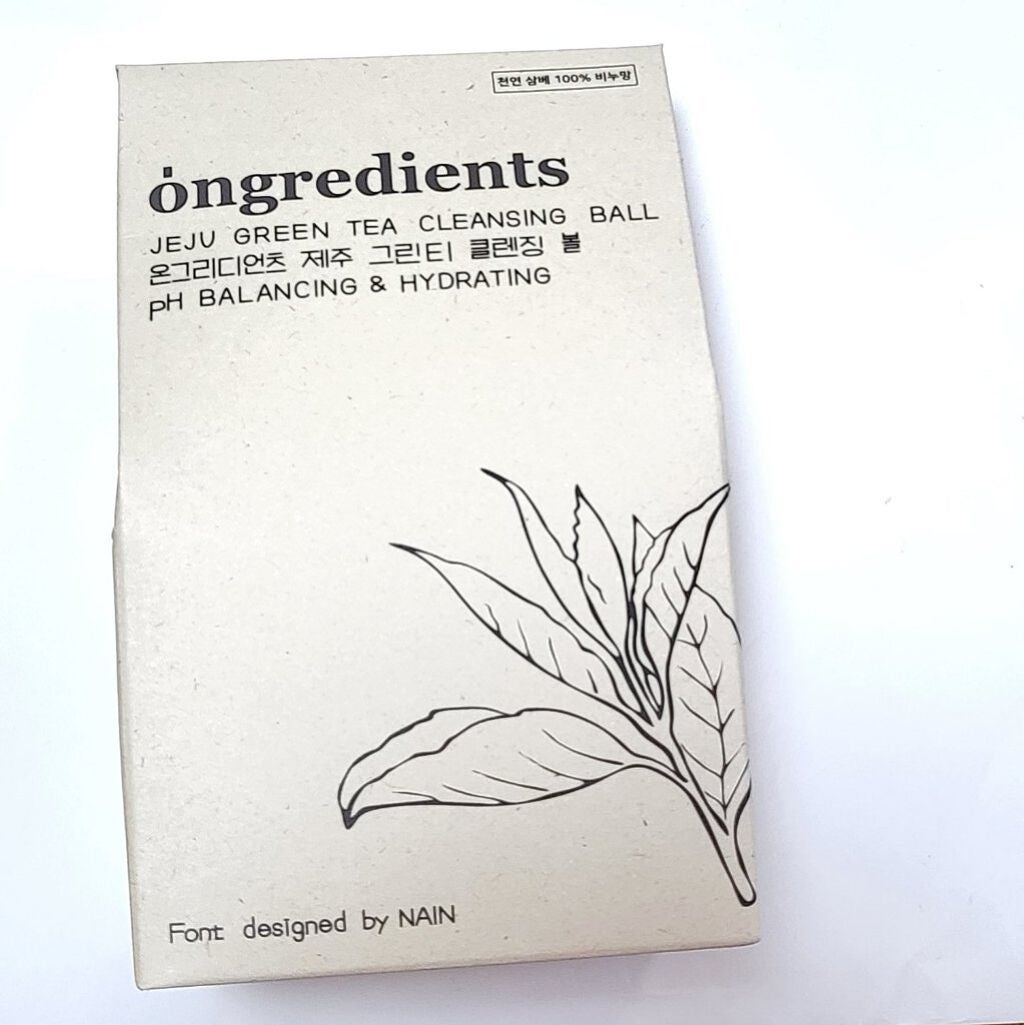 천연 삼베 100% 비누망
ongredients
JEJU GREEN TEA CLEANSING BALL
온그리디언츠 제주 그린티 클렌징 볼
pH BALANCING & HYDRATING
Font designed by NAIN